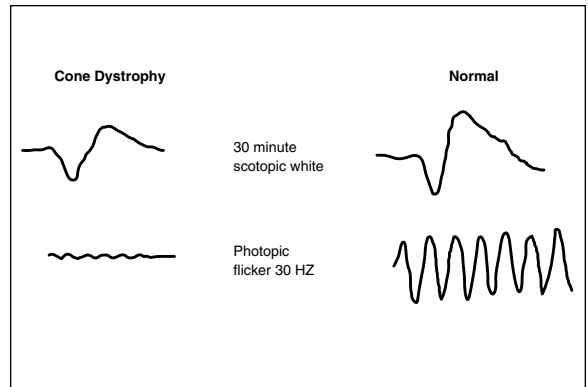 Cone Dystrophy
Normal
30 minute
scotopic white
Photopic
flicker 30 HZ